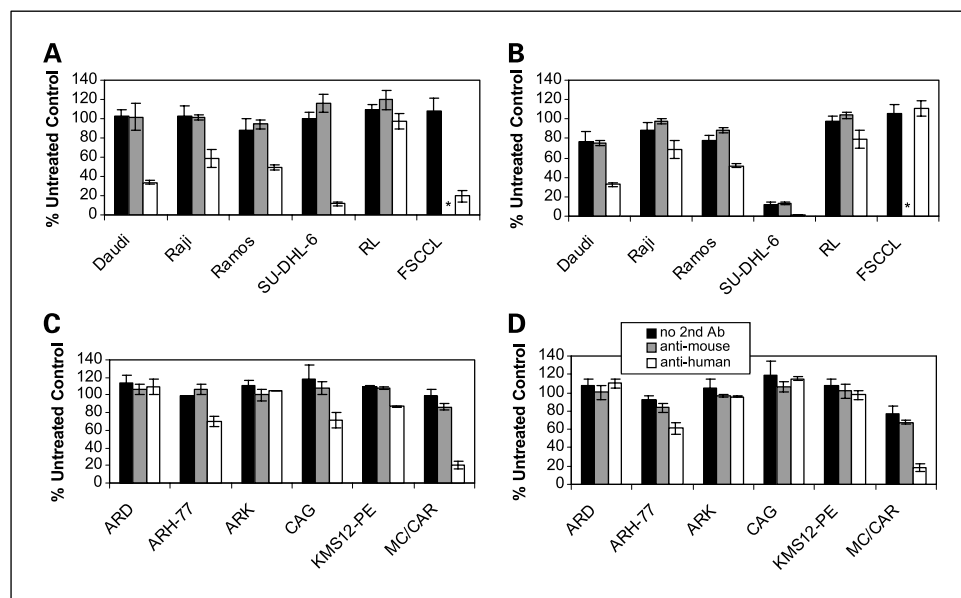 A
% Untreated Control
140
120
100
80
60
40
20
0
*
Daudi
Raji
Ramos
SU-DHL-6
RL
FSCCL
B
% Untreated Control
140
120
100
80
60
40
20
0
*
Daudi
Raji
Ramos
SU-DHL-6
RL
FSCCL
C
% Untreated Control
140
120
100
80
60
40
20
0
ARD
ARH-77
ARK
CAG
KMS12-PE
MC/CAR
D
no 2nd Ab
anti-mouse
anti-human
% Untreated Control
140
120
100
80
60
40
20
0
ARD
ARH-77
ARK
CAG
KMS12-PE
MC/CAR